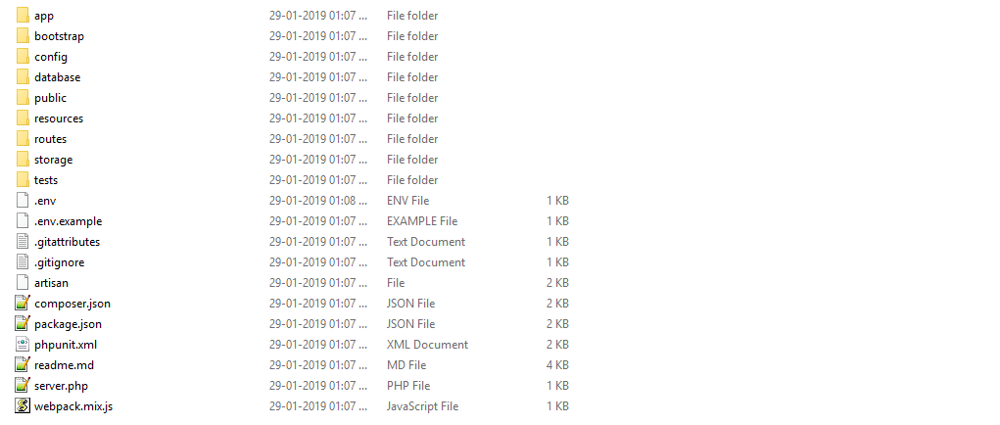 app 29-01-2019 01:07 ... File folder
bootstrap 29-01-2019 01:07 ... File folder
config 29-01-2019 01:07 ... File folder
database 29-01-2019 01:07 ... File folder
public 29-01-2019 01:07 ... File folder
resources 29-01-2019 01:07 ... File folder
routes 29-01-2019 01:07 ... File folder
storage 29-01-2019 01:07 ... File folder
tests 29-01-2019 01:07 ... File folder
.env 29-01-2019 01:08 ... ENV File 1 KB
.env.example 29-01-2019 01:07 ... EXAMPLE File 1 KB
.gitattributes 29-01-2019 01:07 ... Text Document 1 KB
.gitignore 29-01-2019 01:07 ... Text Document 1 KB
artisan 29-01-2019 01:07 ... File 2 KB
composer.json 29-01-2019 01:07 ... JSON File 2 KB
package.json 29-01-2019 01:07 ... JSON File 2 KB
phpunit.xml 29-01-2019 01:07 ... XML Document 2 KB
readme.md 29-01-2019 01:07 ... MD File 4 KB
server.php 29-01-2019 01:07 ... PHP File 1 KB
webpack.mix.js 29-01-2019 01:07 ... JavaScript File 1 KB